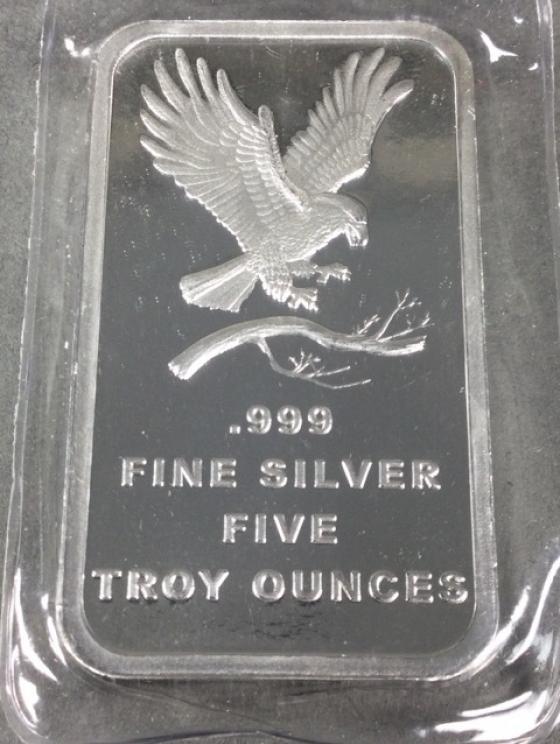 .999
FINE SILVER
FIVE
TROY OUNCES